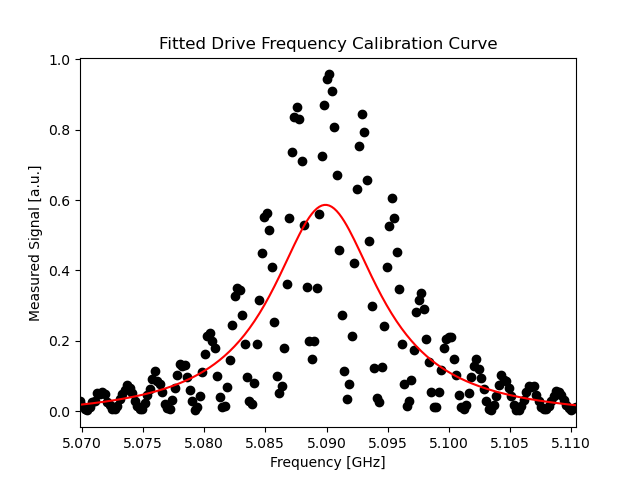 Fitted Drive Frequency Calibration Curve
Measured Signal [a.u.]
1.0
0.8
0.6
0.4
0.2
0.0
5.070 5.075 5.080 5.085 5.090 5.095 5.100 5.105 5.110
Frequency [GHz]